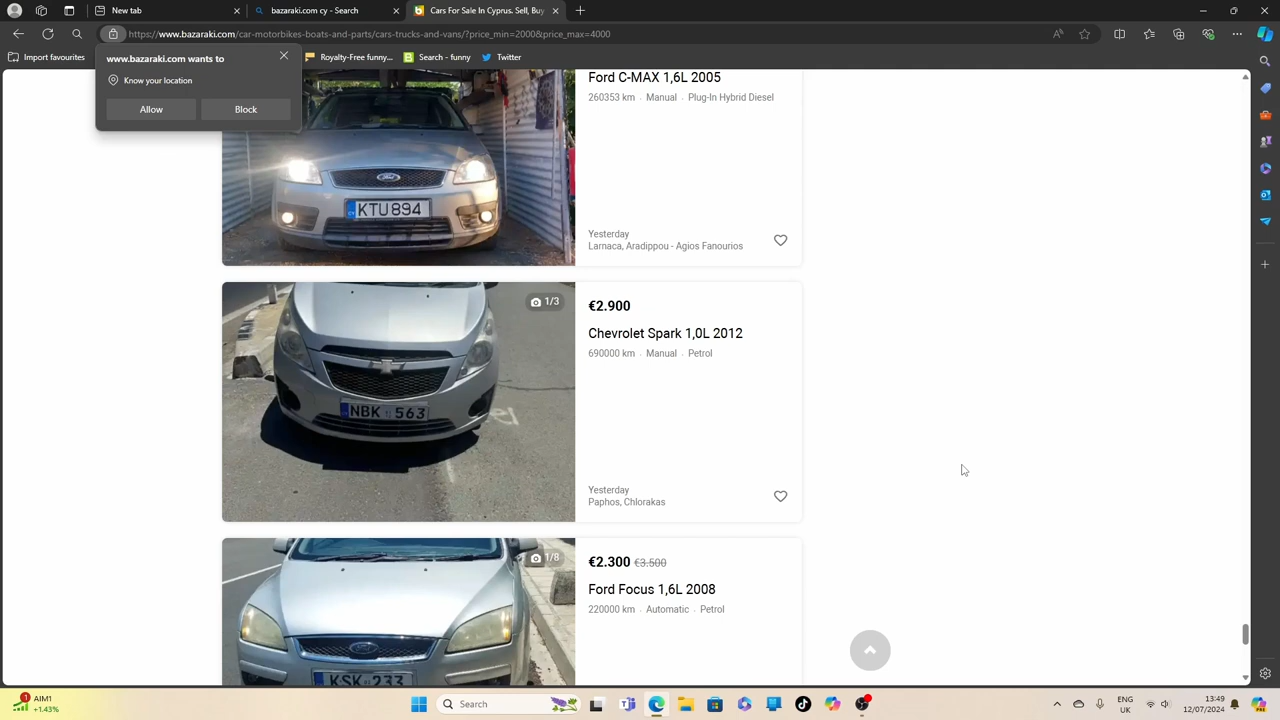 New tab
bazaraki cy - Search
Cars For Sale in Cyprus. Sell, Bu
https://www.bazaraki.com/car-motorbikes-boats-and-parts/cars-trucks-and-vans/?price_min=2000&price_max=4000
Import favourites
Royalty-Free funny...
Search - funny
Twitter
www.bazaraki.com wants to
Know your location
Allow
Block
Ford C-MAX 1,6L 2005
260353 km
Manual
Plug-In Hybrid Diesel
KTU894
Yesterday
Larnaca, Aradippou - Agios Fanourios
1/3
€2.900
Chevrolet Spark 1,0L 2012
690000 km
Manual
Petrol
NBK 563
Yesterday
Paphos, Chlorakas
1/8
€2.300 €3.500
Ford Focus 1,6L 2008
220000 km
Automatic
Petrol
KSK 233
1
AIM1
+1.43%
Search
ENG
UK
13:49
12/07/2024